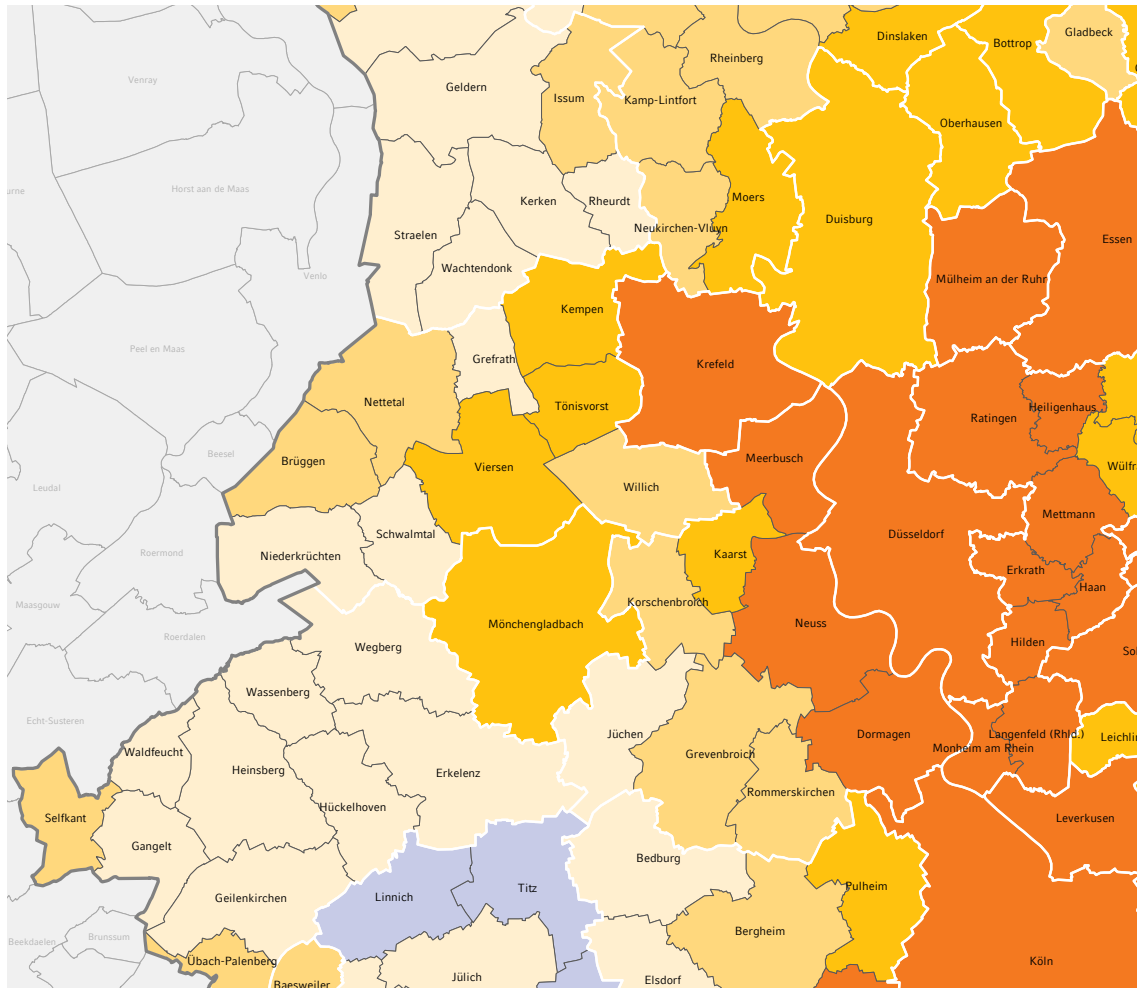 Dinslaken
Gladbeck
Bottrop
Rheinberg
Venray
Geldern
Issum
Kamp-Lintfort
Oberhausen
Horst aan de Maas
Kerken
Rheurdt
Moers
Duisburg
Neukirchen-Vluyn
Straelen
Essen
Wachtendonk
Venlo
Mülheim an der Ruhr
Kempen
Peel en Maas
Grefrath
Krefeld
Nettetal
Tönisvorst
Heiligenhaus
Ratingen
Beesel
Brüggen
Viersen
Meerbusch
Wülfr
Leudal
Willich
Mettmann
Schwalmtal
Düsseldorf
Roermond
Niederkrüchten
Kaarst
Erkrath
Haan
Maasgouw
Korschenbroich
Roerdalen
Mönchengladbach
Neuss
Wegberg
Hilden
Sol
Wassenberg
Echt-Susteren
Jüchen
Dormagen
Langenfeld (Rhld.)
Leichlin
Monheim am Rhein
Waldfeucht
Grevenbroich
Heinsberg
Erkelenz
Rommerskirchen
Hückelhoven
Selfkant
Leverkusen
Gangelt
Bedburg
Titz
Pulheim
Linnich
Geilenkirchen
Bergheim
Brunssum
Beekdaelen
Übach-Palenberg
Köln
Jülich
Elsdorf
Baesweiler